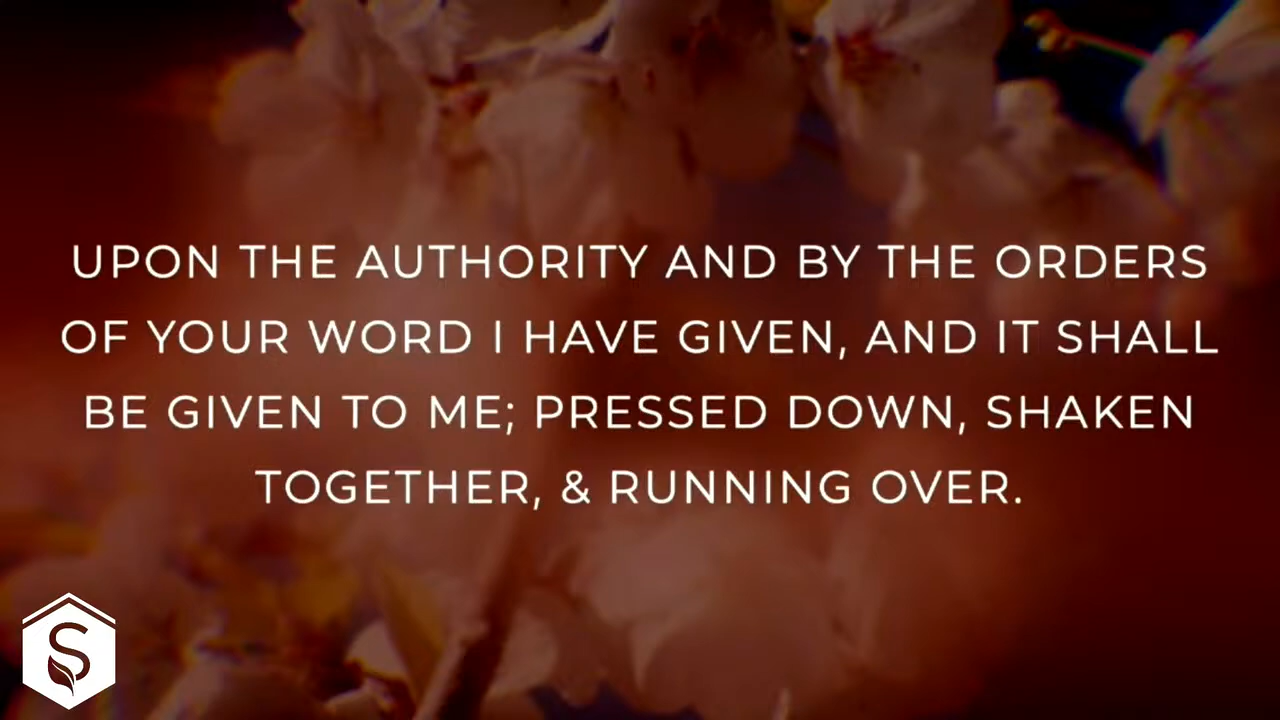 UPON THE AUTHORITY AND BY THE ORDERS
OF YOUR WORD I HAVE GIVEN, AND IT SHALL
BE GIVEN TO ME; PRESSED DOWN, SHAKEN
TOGETHER, & RUNNING OVER.
S